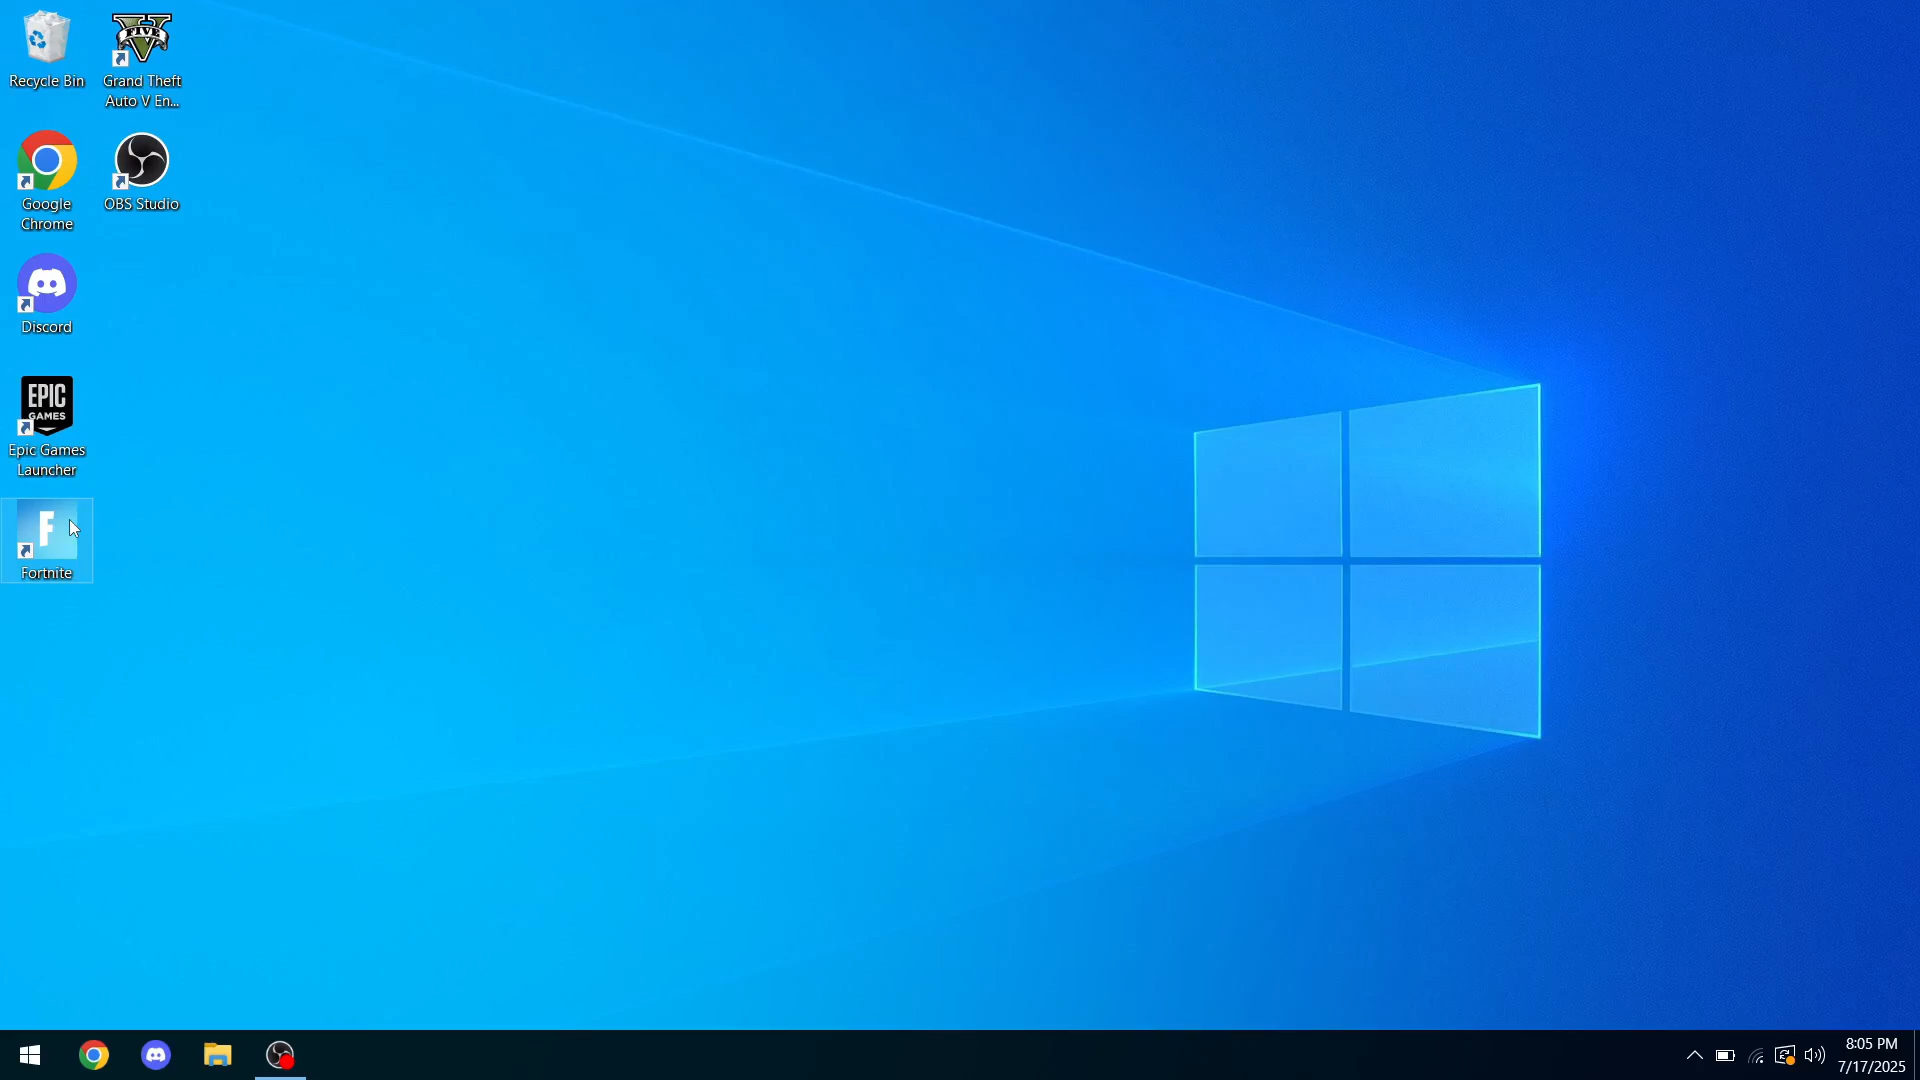 Recycle Bin
FIVE
Grand Theft
Auto V En...
Google
Chrome
OBS Studio
Discord
EPIC
GAMES
Epic Games
Launcher
F
Fortnite
8:05 PM
7/17/2025